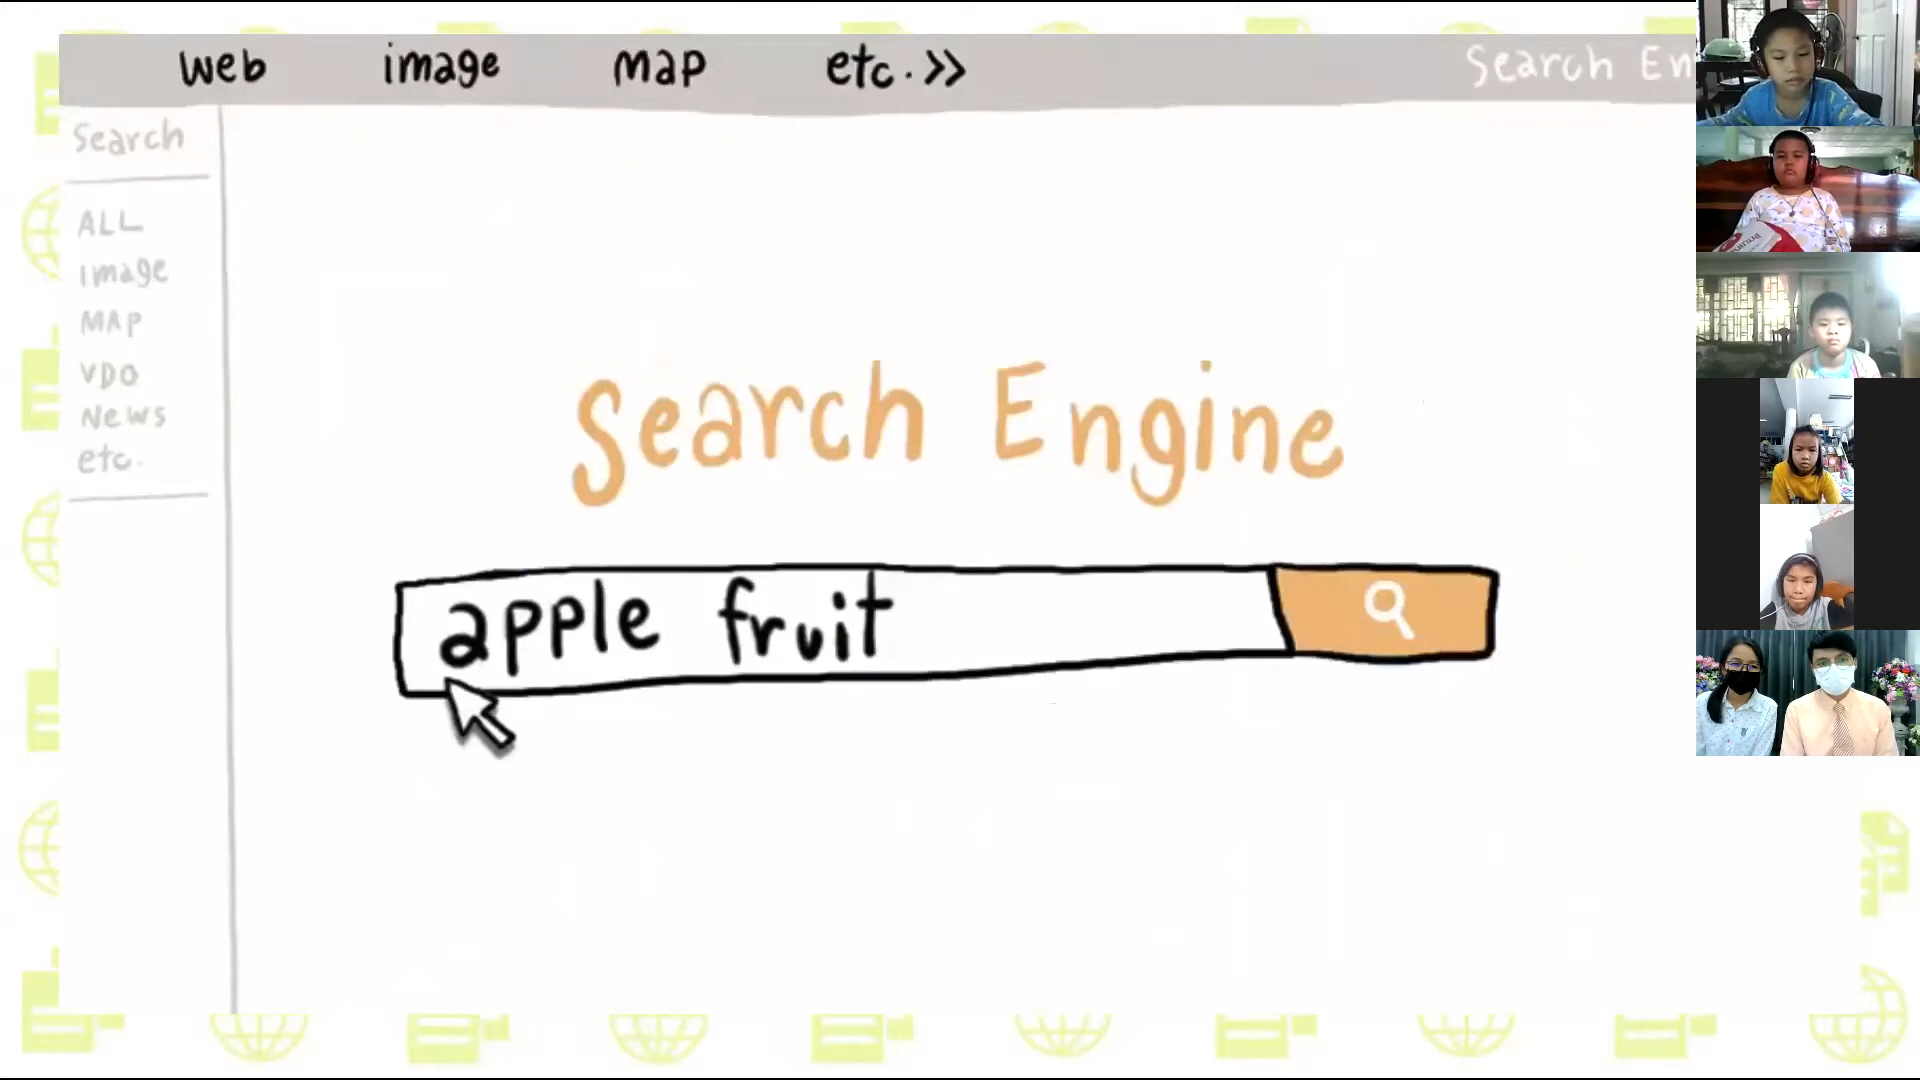 web image map etc. >>
Search En
Search
ALL
image
MAP
VDO
News
etc.
Search Engine
apple fruit